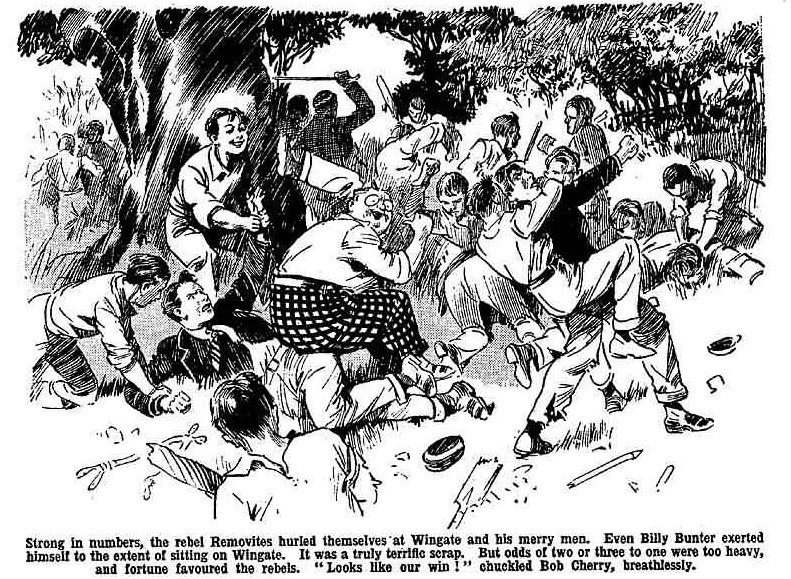 Strong in numbers, the rebel Removites hurled themselves at Wingate and his merry men. Even Billy Bunter exerted
himself to the extent of sitting on Wingate. It was a truly terrific scrap. But odds of two or three to one were too heavy,
and fortune favoured the rebels. "Looks like our win!" chuckled Bob Cherry, breathlessly.